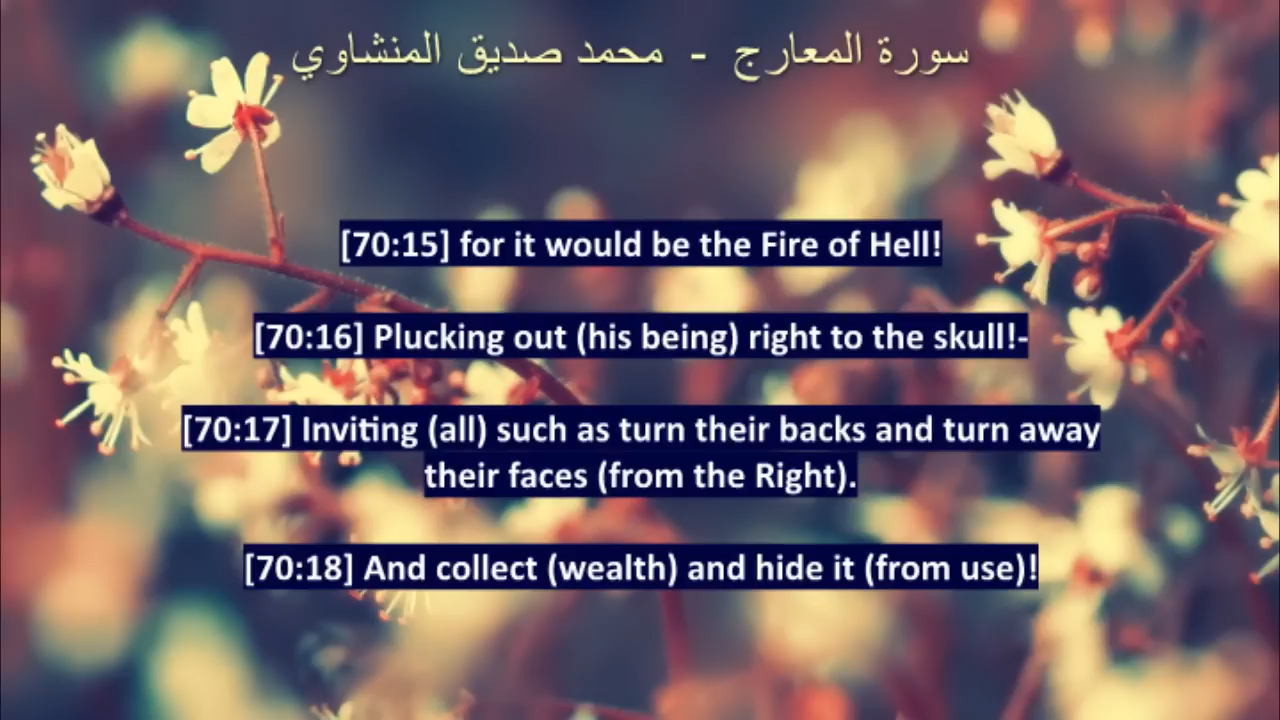 سورة المعارج - محمد صديق المنشاوي
[70:15] for it would be the Fire of Hell!
[70:16] Plucking out (his being) right to the skull!-
[70:17] Inviting (all) such as turn their backs and turn away
their faces (from the Right).
[70:18] And collect (wealth) and hide it (from use)!